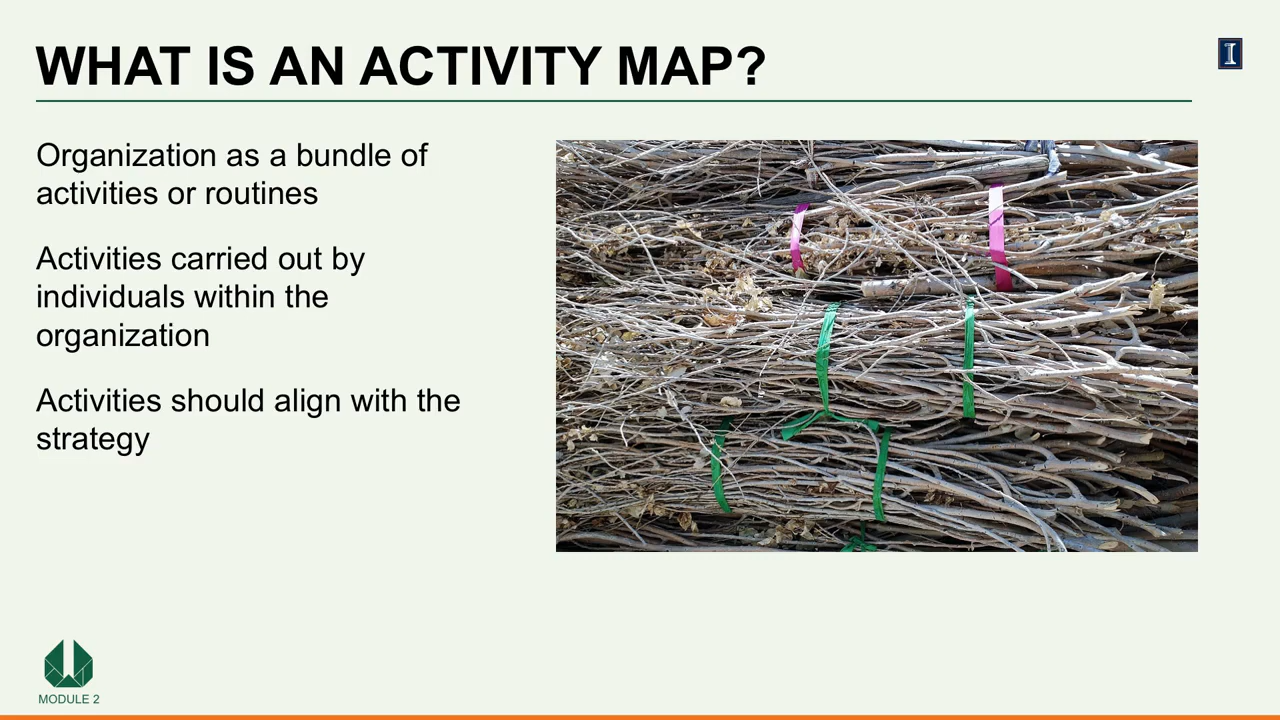 WHAT IS AN ACTIVITY MAP?
I
Organization as a bundle of
activities or routines
Activities carried out by
individuals within the
organization
Activities should align with the
strategy
MODULE 2